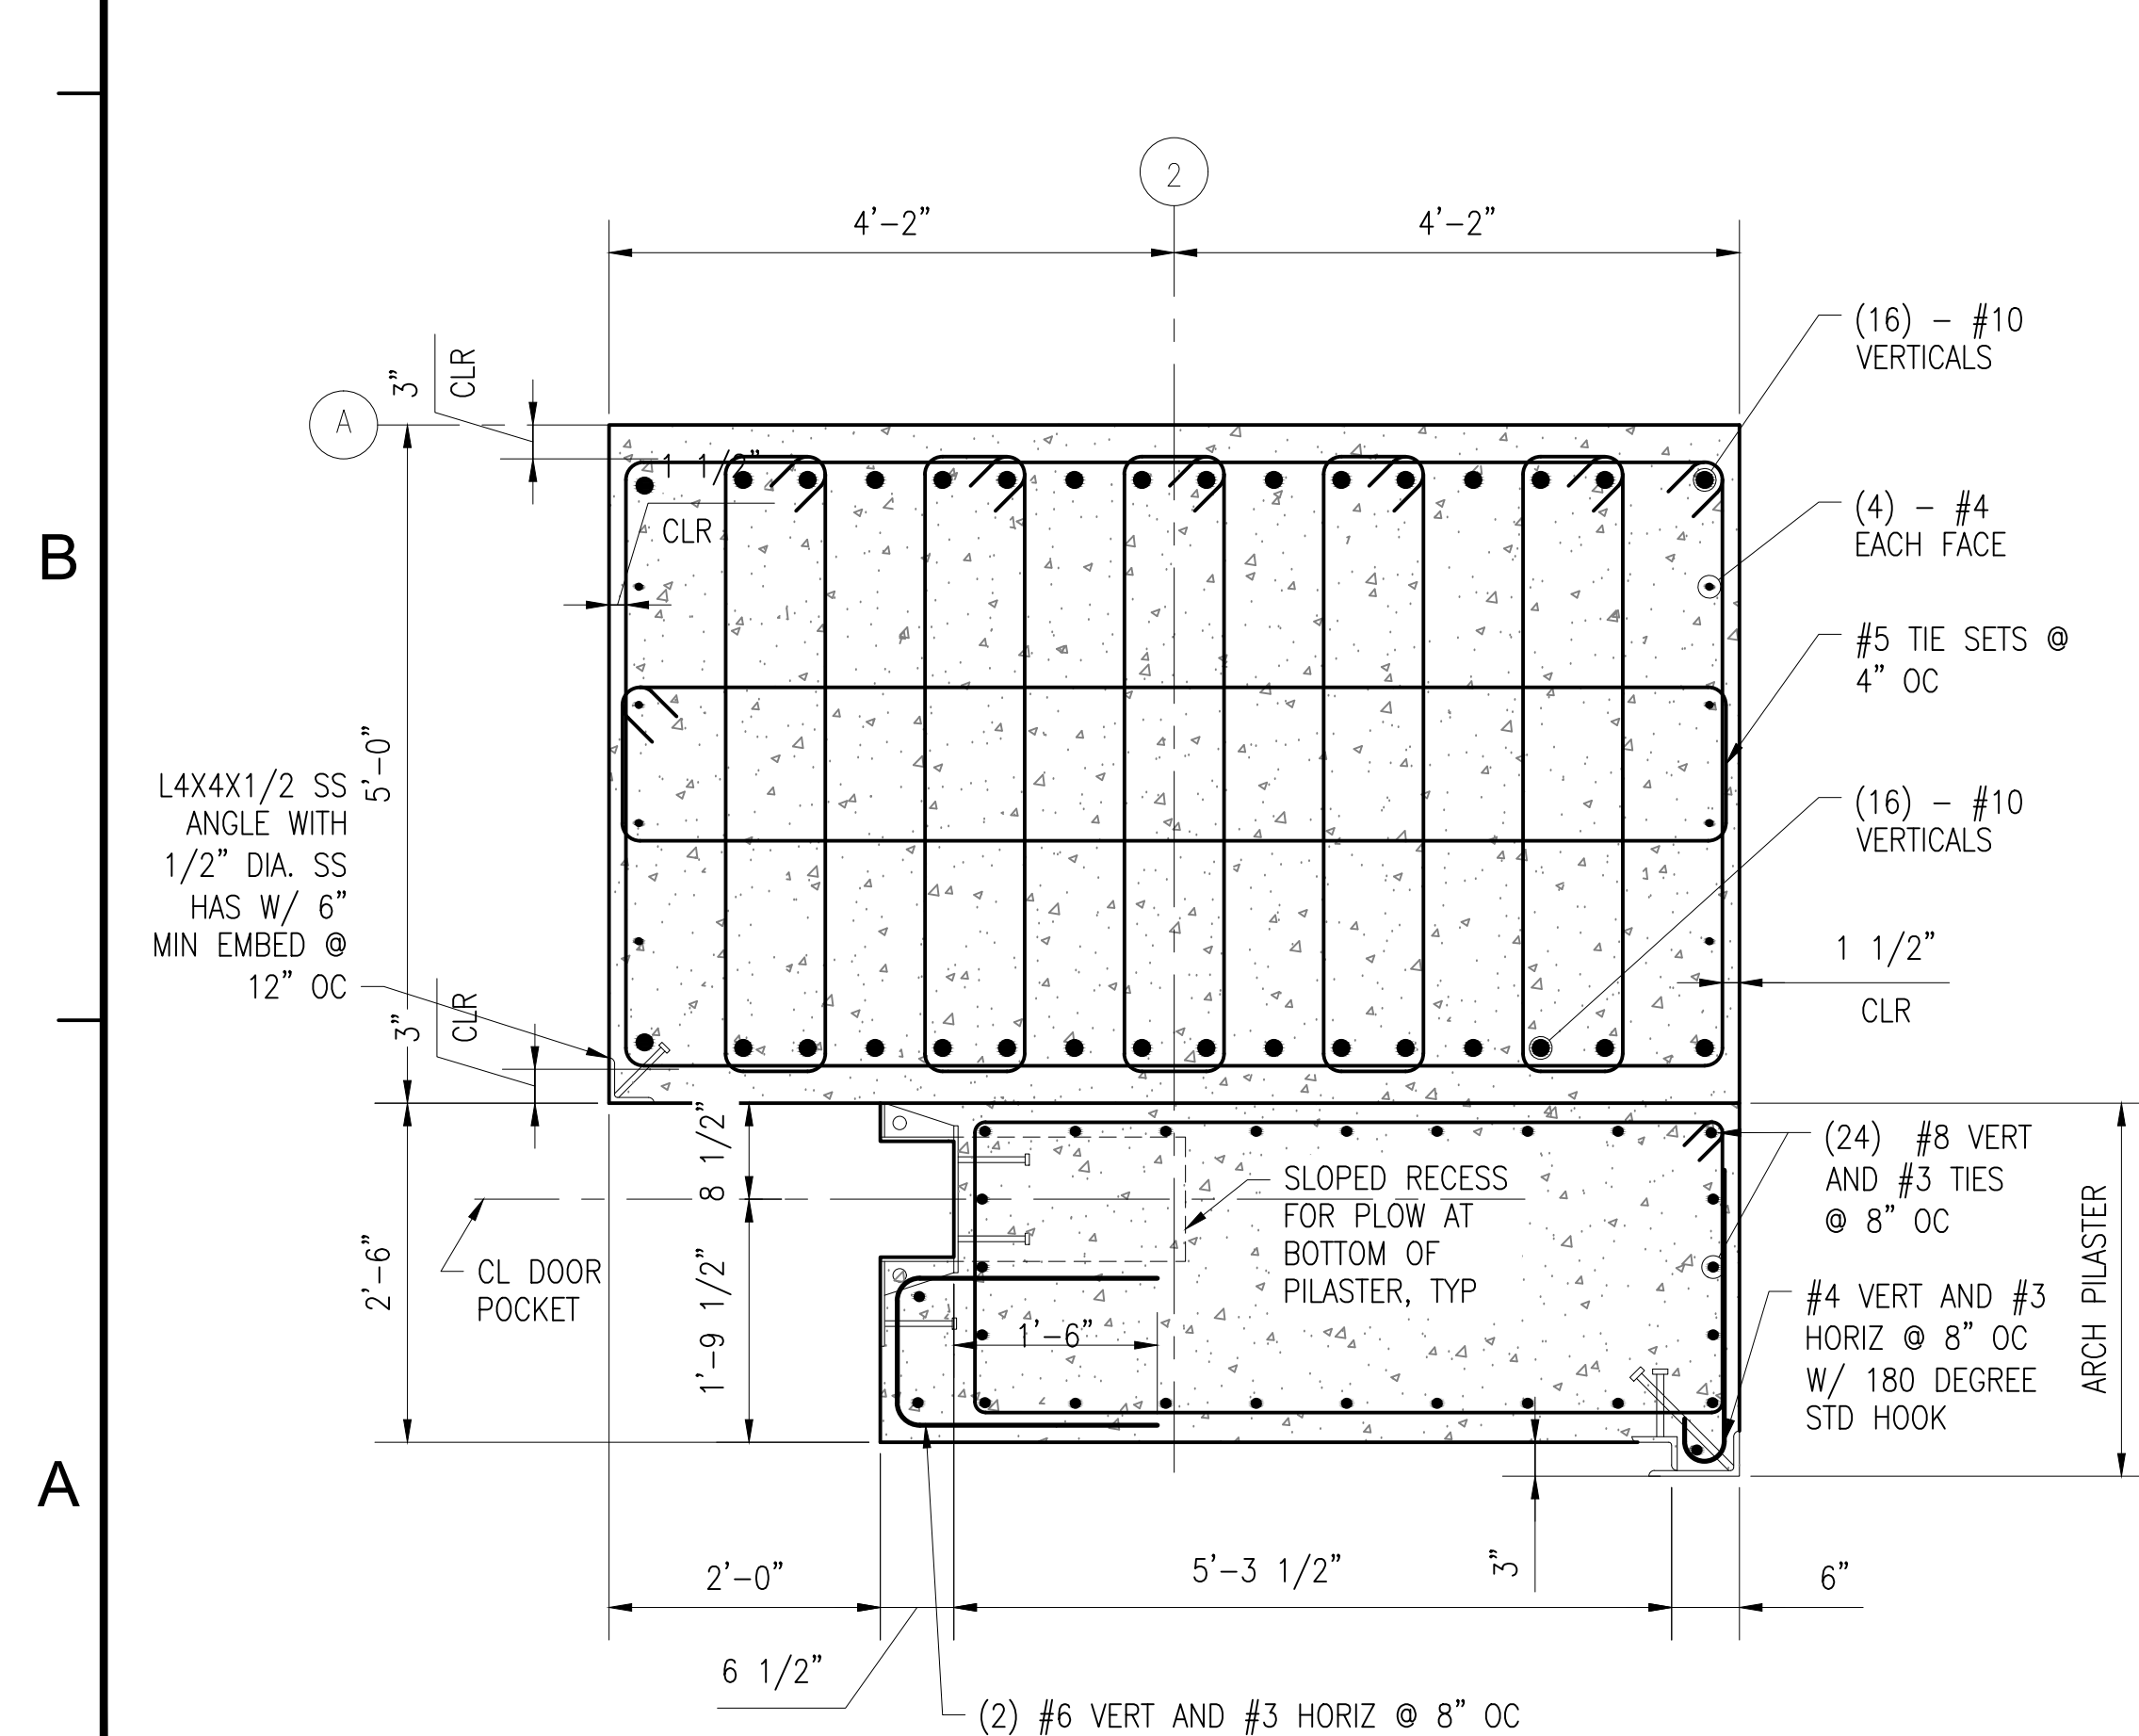 2
4'-2"
4'-2"
(16) - #10
VERTICALS
3"
CLR
A
1 1/2"
CLR
(4) - #4
EACH FACE
B
#5 TIE SETS @
4" OC
5'-0"
L4X4X1/2 SS
ANGLE WITH
1/2" DIA. SS
HAS W/ 6"
MIN EMBED @
12" OC
(16) - #10
VERTICALS
1 1/2"
CLR
3"
CLR
8 1/2"
(24) #8 VERT
AND #3 TIES
@ 8" OC
SLOPED RECESS
FOR PLOW AT
BOTTOM OF
PILASTER, TYP
CL DOOR
POCKET
2'-6"
1'-9 1/2"
1'-6"
#4 VERT AND #3
HORIZ @ 8" OC
W/ 180 DEGREE
STD HOOK
ARCH PILASTER
A
2'-0"
5'-3 1/2"
3"
6"
6 1/2"
(2) #6 VERT AND #3 HORIZ @ 8" OC